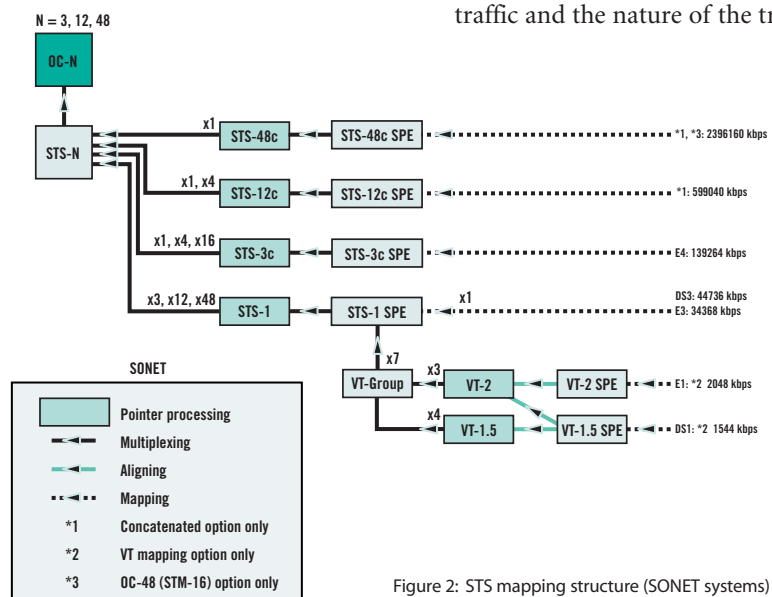 traffic and the nature of the tr
N = 3, 12, 48
OC-N
STS-N
x1
STS-48c
STS-48c SPE
*1, *3: 2396160 kbps
x1, x4
STS-12c
STS-12c SPE
*1: 599040 kbps
x1, x4, x16
STS-3c
STS-3c SPE
E4: 139264 kbps
x3, x12, x48
STS-1
STS-1 SPE
x1
DS3: 44736 kbps
E3: 34368 kbps
x7
VT-Group
x3
VT-2
VT-2 SPE
E1: *2 2048 kbps
x4
VT-1.5
VT-1.5 SPE
DS1: *2 1544 kbps
SONET
Pointer processing
Multiplexing
Aligning
Mapping
*1 Concatenated option only
*2 VT mapping option only
*3 OC-48 (STM-16) option only
Figure 2: STS mapping structure (SONET systems)